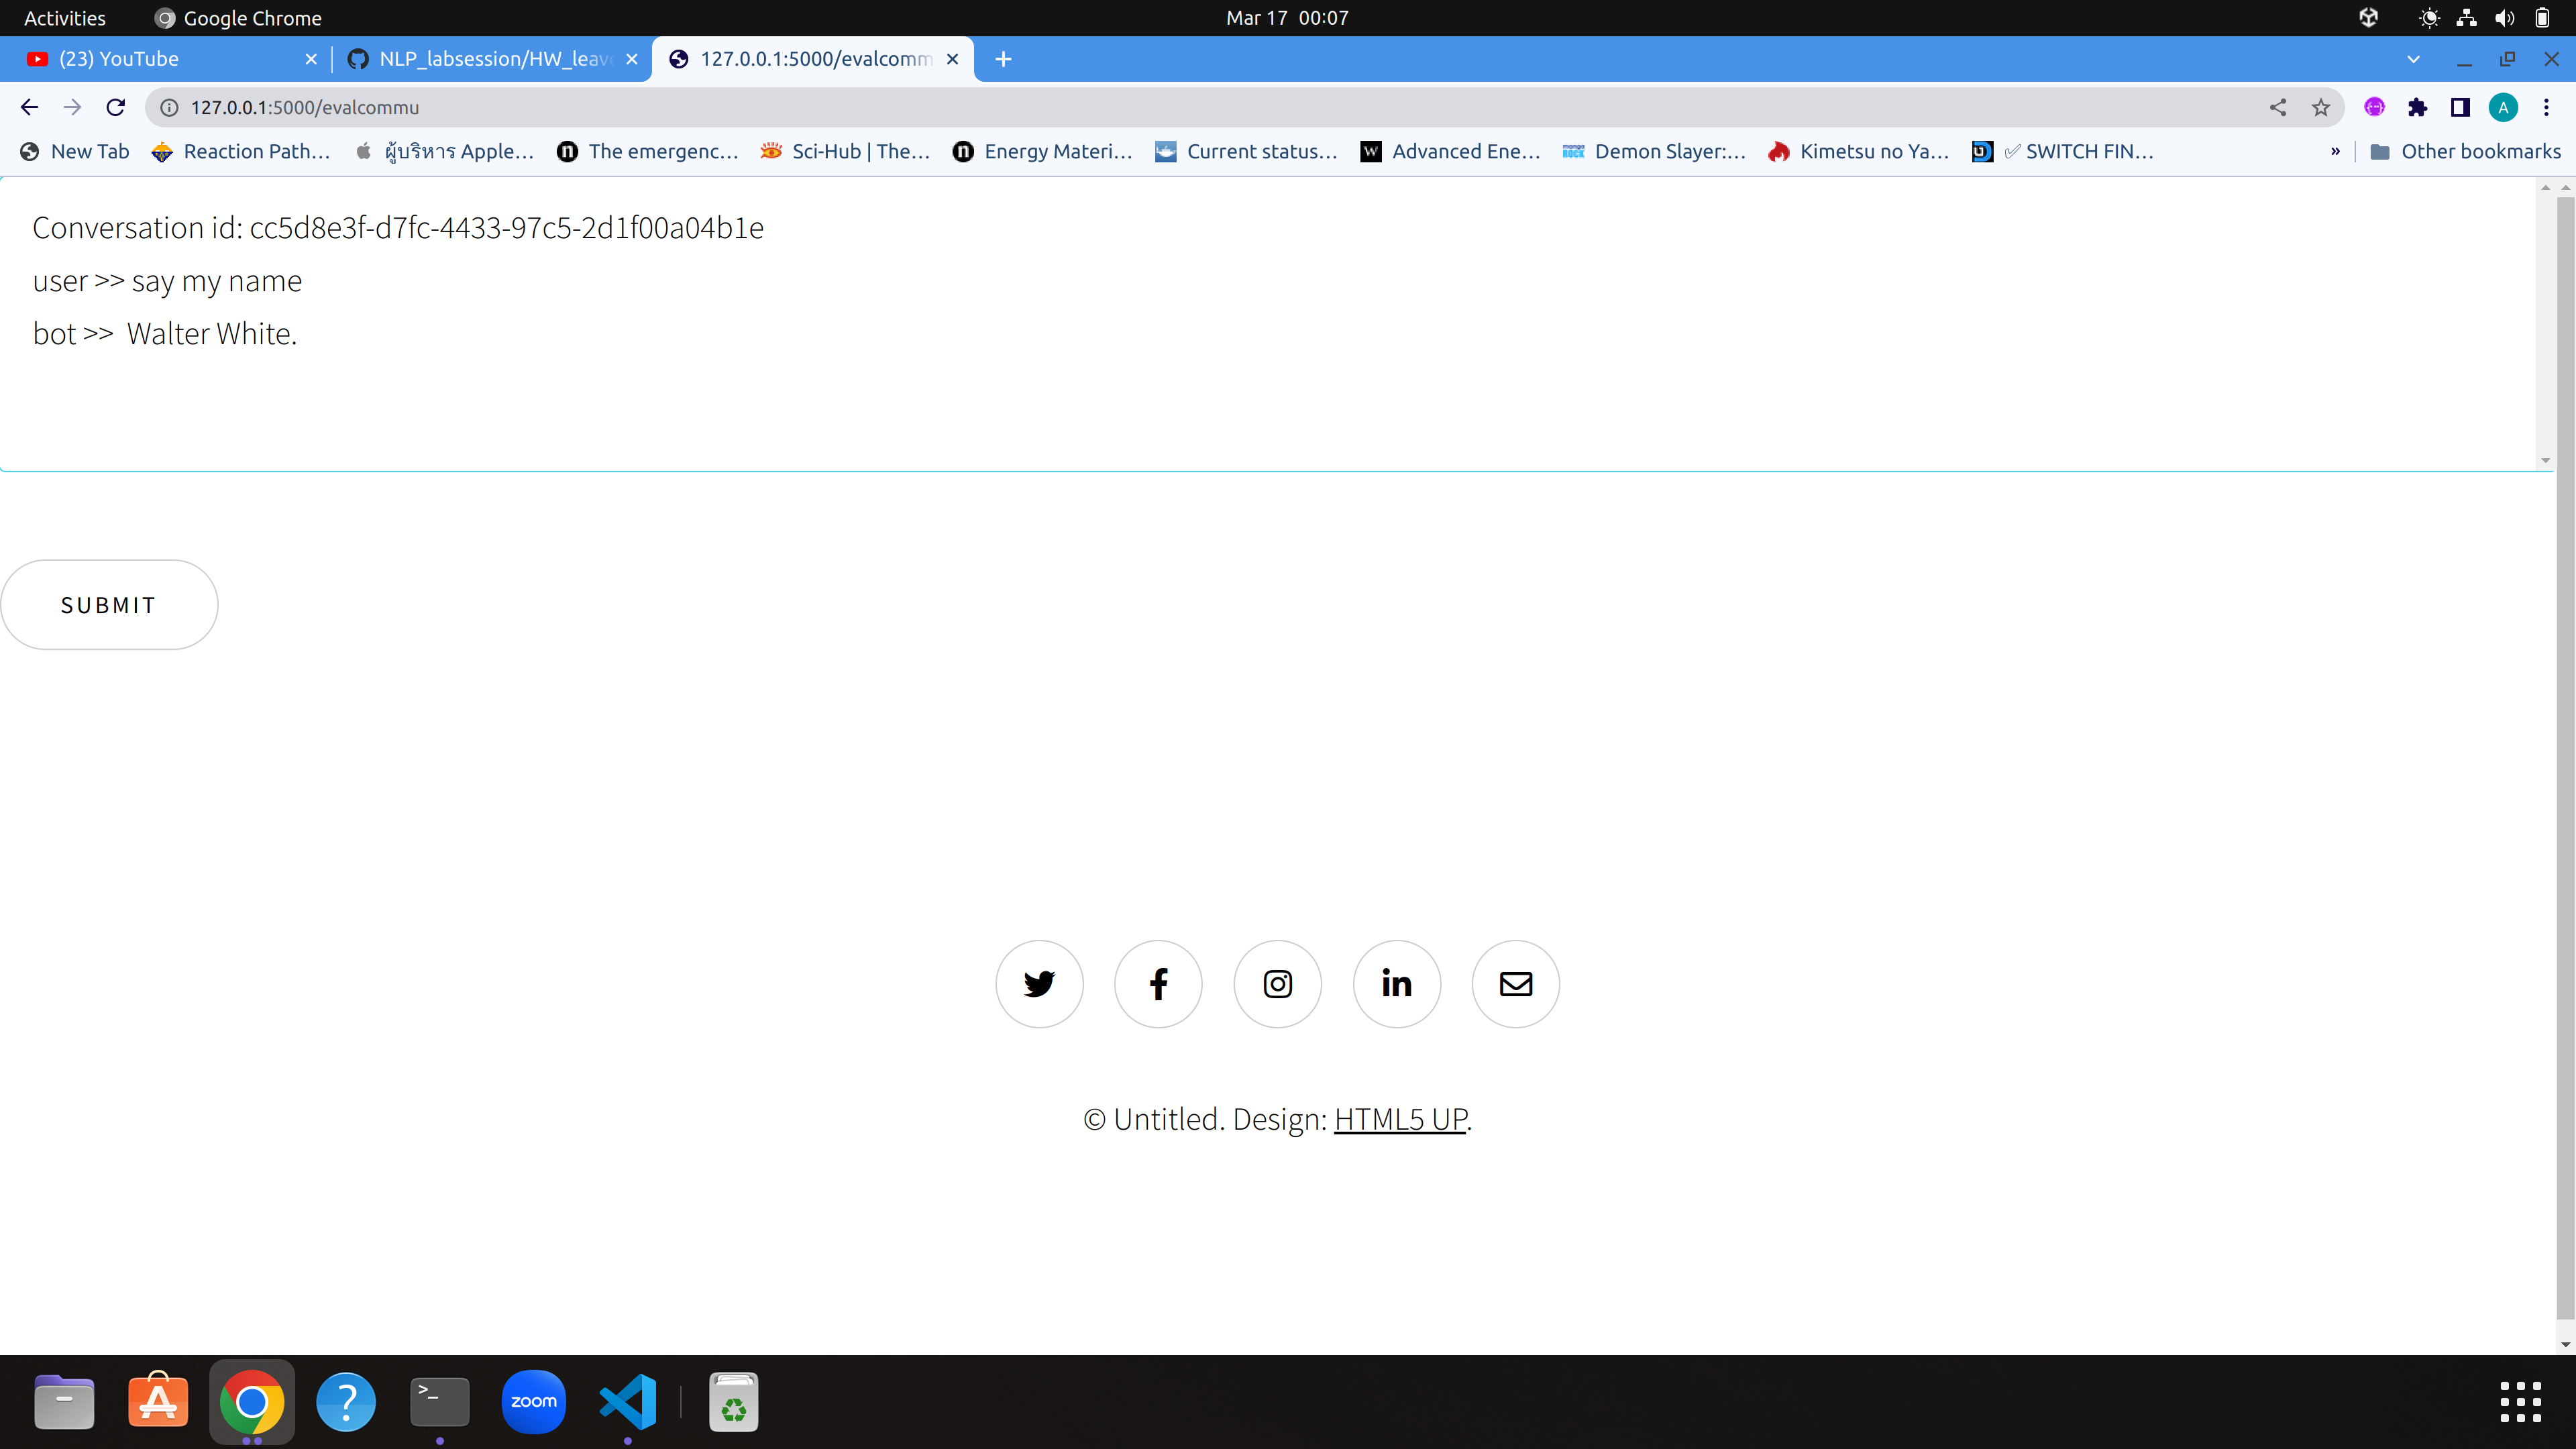 Activities
Google Chrome
Mar 17 00:07
(23) YouTube
NLP_labsession/HW_leave
127.0.0.1:5000/evalcomm
127.0.0.1:5000/evalcommu
A
New Tab
Reaction Path...
ผู้บริหาร Apple...
The emergenc...
Sci-Hub | The...
Energy Materi...
Current status...
Advanced Ene...
Demon Slayer:...
Kimetsu no Ya...
✅ SWITCH FIN...
»
Other bookmarks
Conversation id: cc5d8e3f-d7fc-4433-97c5-2d1f00a04b1e
user >> say my name
bot >>  Walter White.
SUBMIT
© Untitled. Design: HTML5 UP.
zoom